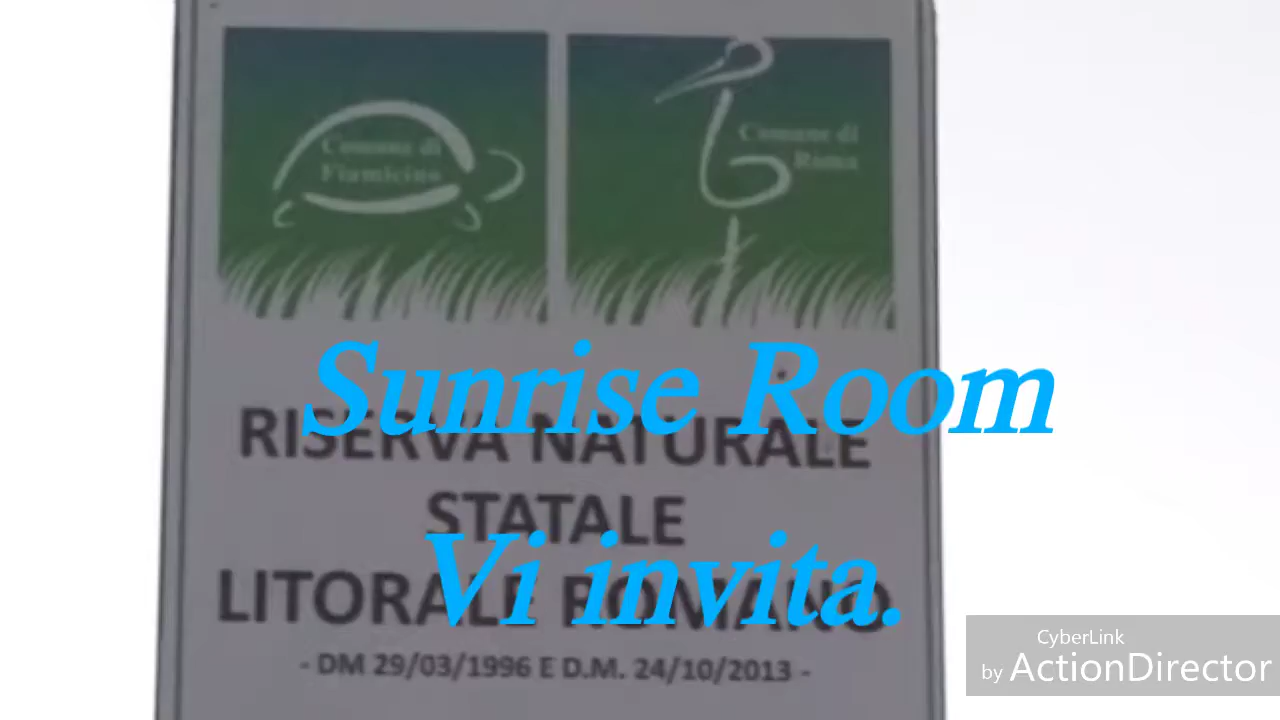 Comune di
Fiumicino
Comune di
Roma
Sunrise Room
RISERVA NATURALE
STATALE
Vi invita.
LITORALE ROMANO
- DM 29/03/1996 E D.M. 24/10/2013 -
CyberLink
by ActionDirector